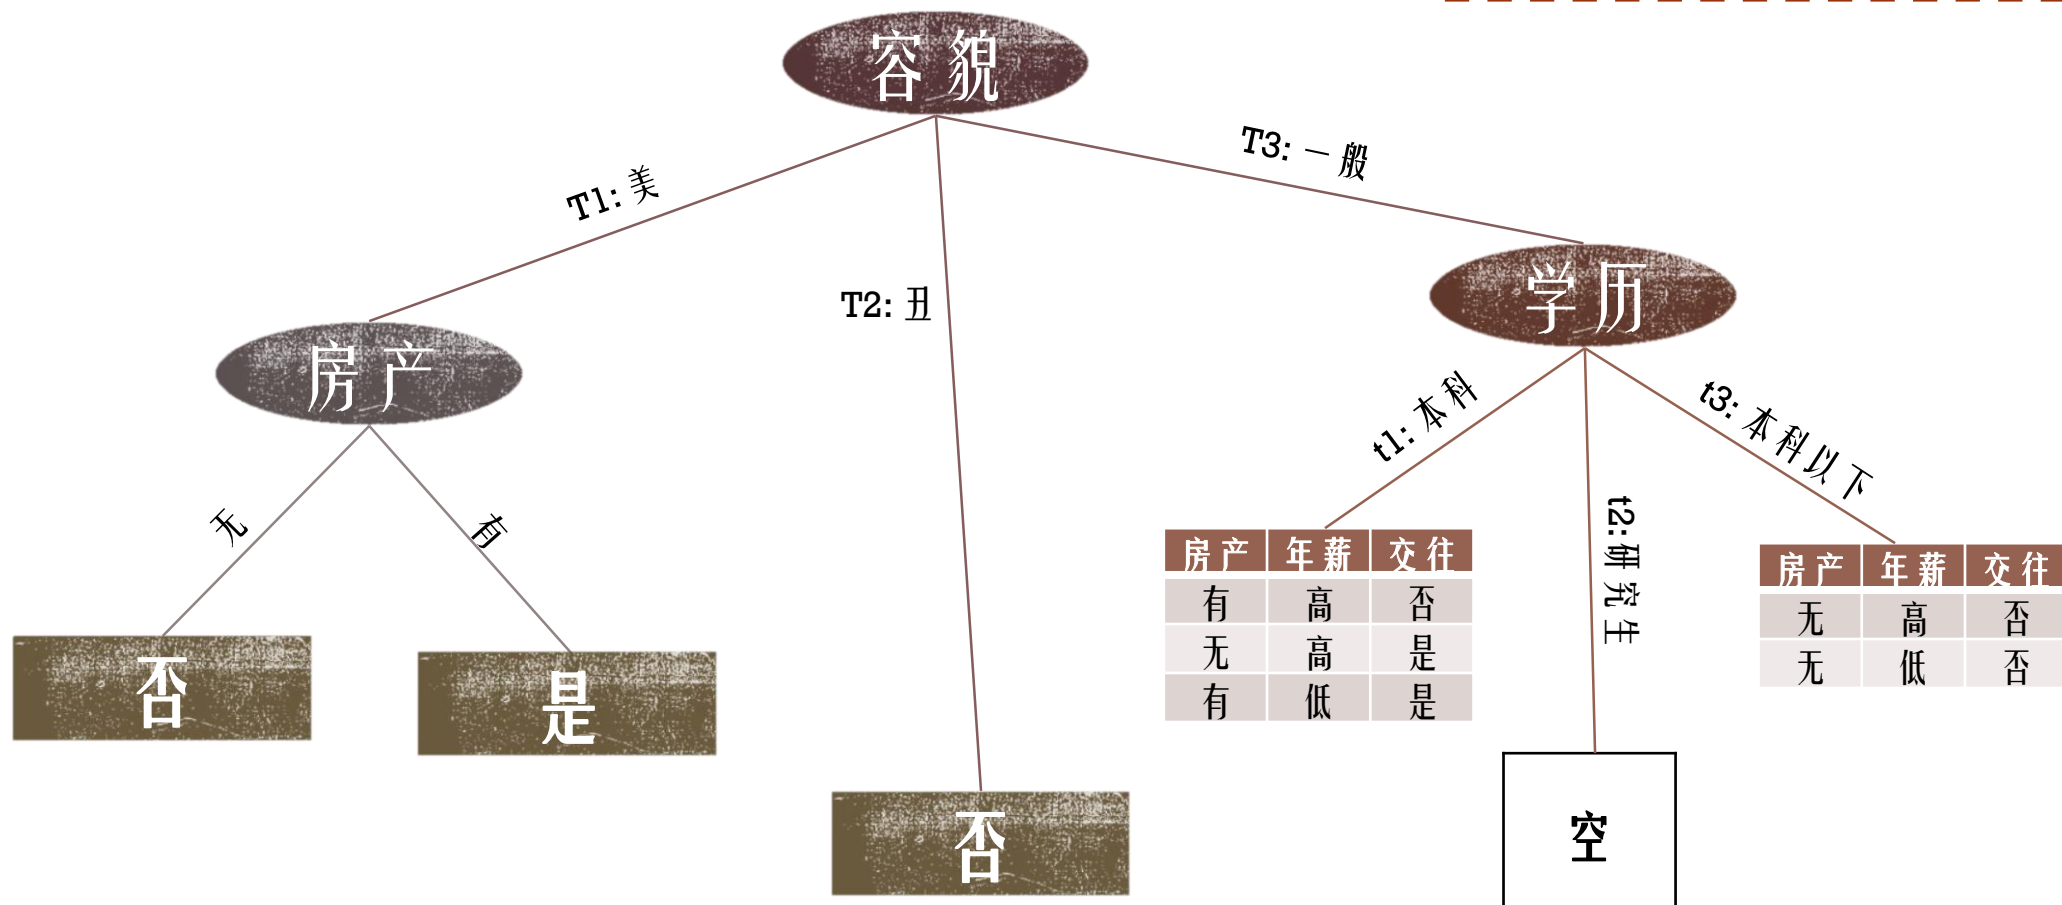 容貌
T1: 美
T2: 丑
T3: 一般
房产
学历
无
有
t1: 本科
t2: 研究生
t3: 本科以下
否
是
否
房产 年薪 交往
有 高 否
无 高 是
有 低 是
空
房产 年薪 交往
无 高 否
无 低 否